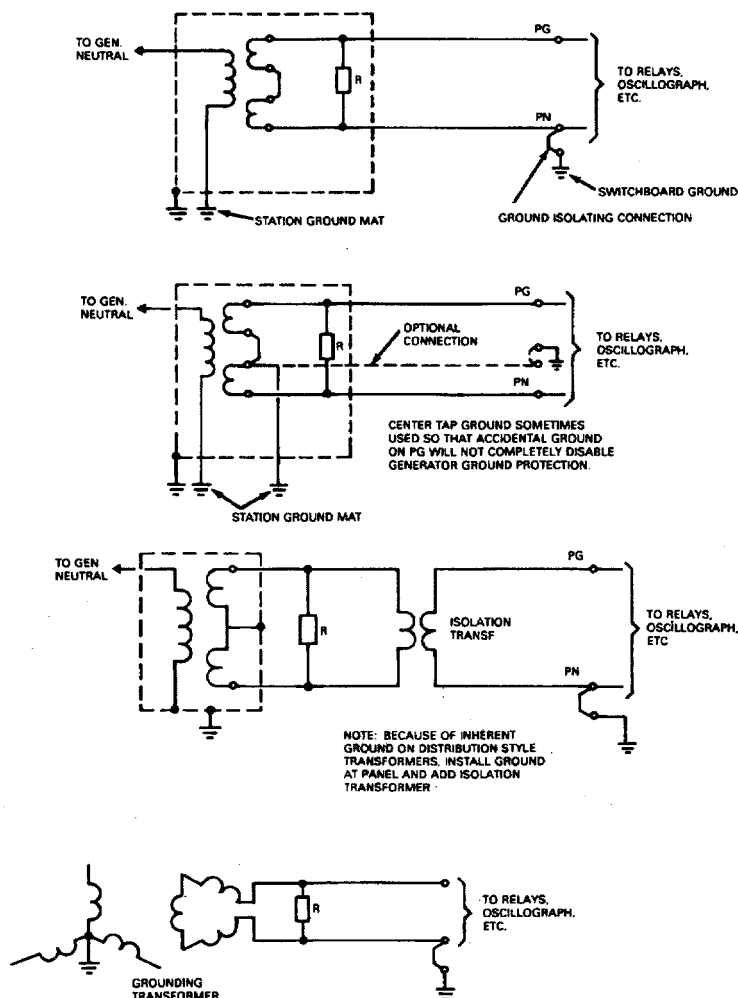 TO GEN.
NEUTRAL
R
PG
PN
TO RELAYS,
OSCILLOGRAPH,
ETC.
SWITCHBOARD GROUND
STATION GROUND MAT
GROUND ISOLATING CONNECTION
TO GEN.
NEUTRAL
R
PG
OPTIONAL
CONNECTION
PN
TO RELAYS,
OSCILLOGRAPH,
ETC.
CENTER TAP GROUND SOMETIMES
USED SO THAT ACCIDENTAL GROUND
ON PG WILL NOT COMPLETELY DISABLE
GENERATOR GROUND PROTECTION.
STATION GROUND MAT
TO GEN
NEUTRAL
R
ISOLATION
TRANSF
PG
PN
TO RELAYS,
OSCILLOGRAPH,
ETC
NOTE: BECAUSE OF INHERENT
GROUND ON DISTRIBUTION STYLE
TRANSFORMERS, INSTALL GROUND
AT PANEL AND ADD ISOLATION
TRANSFORMER
R
TO RELAYS,
OSCILLOGRAPH,
ETC.
GROUNDING
TRANSFORMER